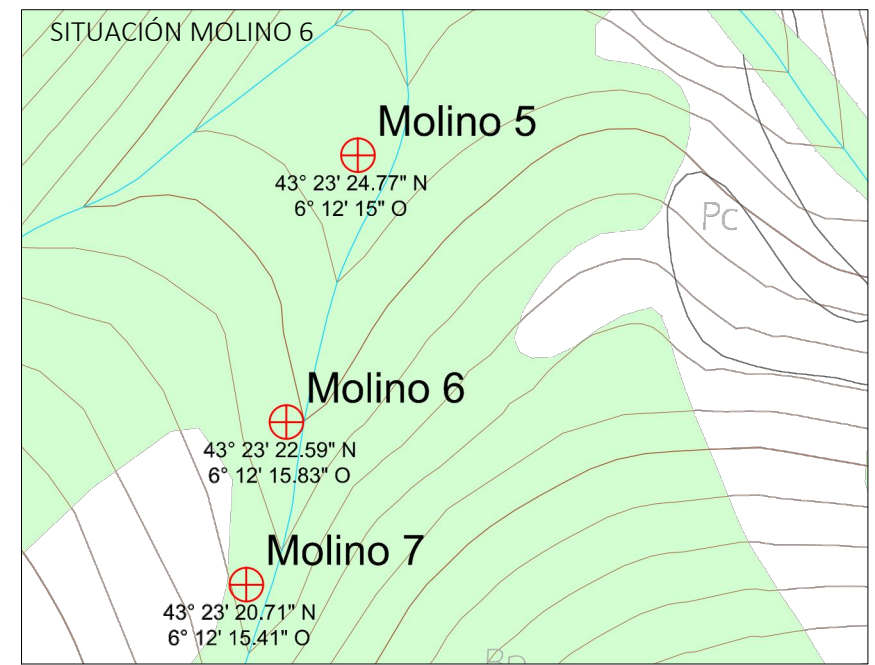 SITUACIÓN MOLINO 6
Molino 5
43° 23' 24.77" N
6° 12' 15" O
Pc
Molino 6
43° 23' 22.59" N
6° 12' 15.83" O
Molino 7
43° 23' 20.71" N
6° 12' 15.41" O